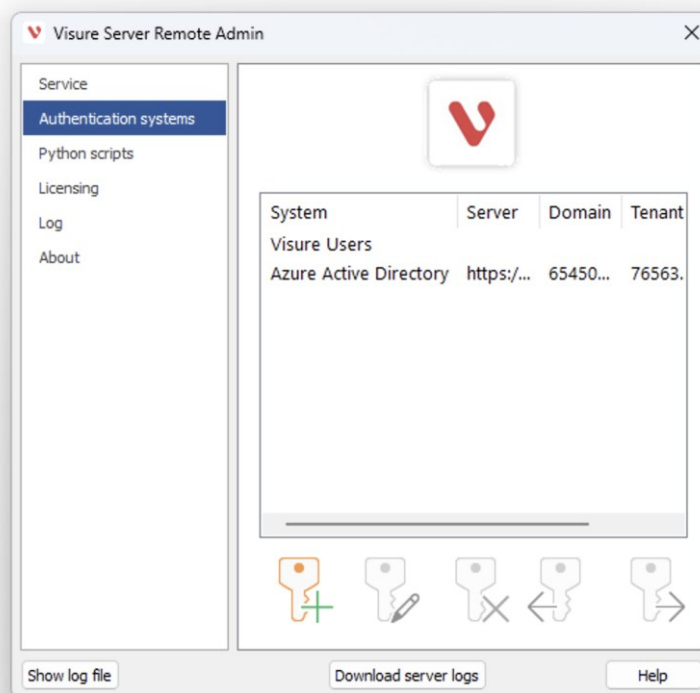 Visure Server Remote Admin
Service
Authentication systems
Python scripts
Licensing
Log
About
System Server Domain Tenant
Visure Users
Azure Active Directory https:/... 65450... 76563.
Show log file Download server logs Help